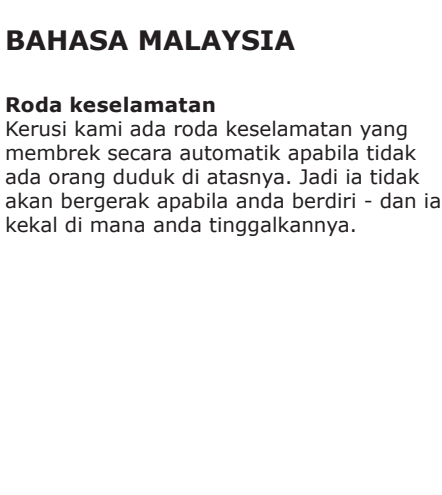 BAHASA MALAYSIA
Roda keselamatan
Kerusi kami ada roda keselamatan yang
membrek secara automatik apabila tidak
ada orang duduk di atasnya. Jadi ia tidak
akan bergerak apabila anda berdiri - dan ia
kekal di mana anda tinggalkannya.